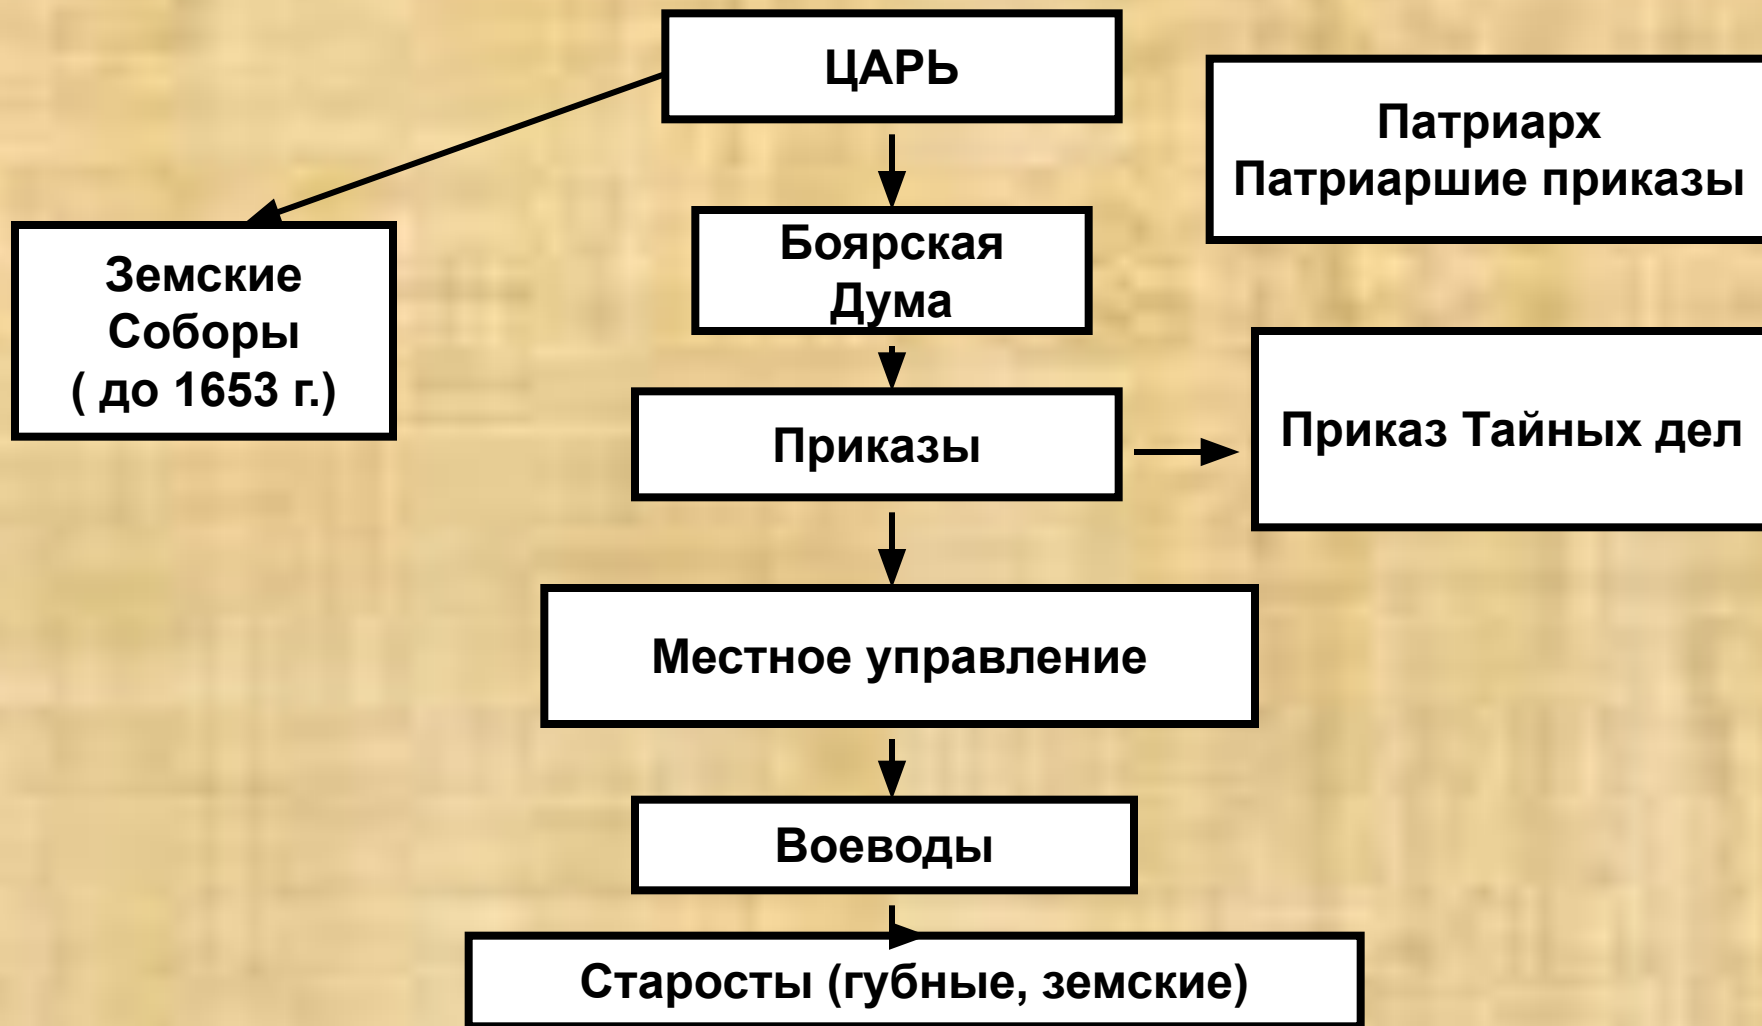 ЦАРЬ
Патриарх
Патриаршие приказы
Боярская
Дума
Земские
Соборы
( до 1653 г.)
Приказы
Приказ Тайных дел
Местное управление
Воеводы
Старосты (губные, земские)